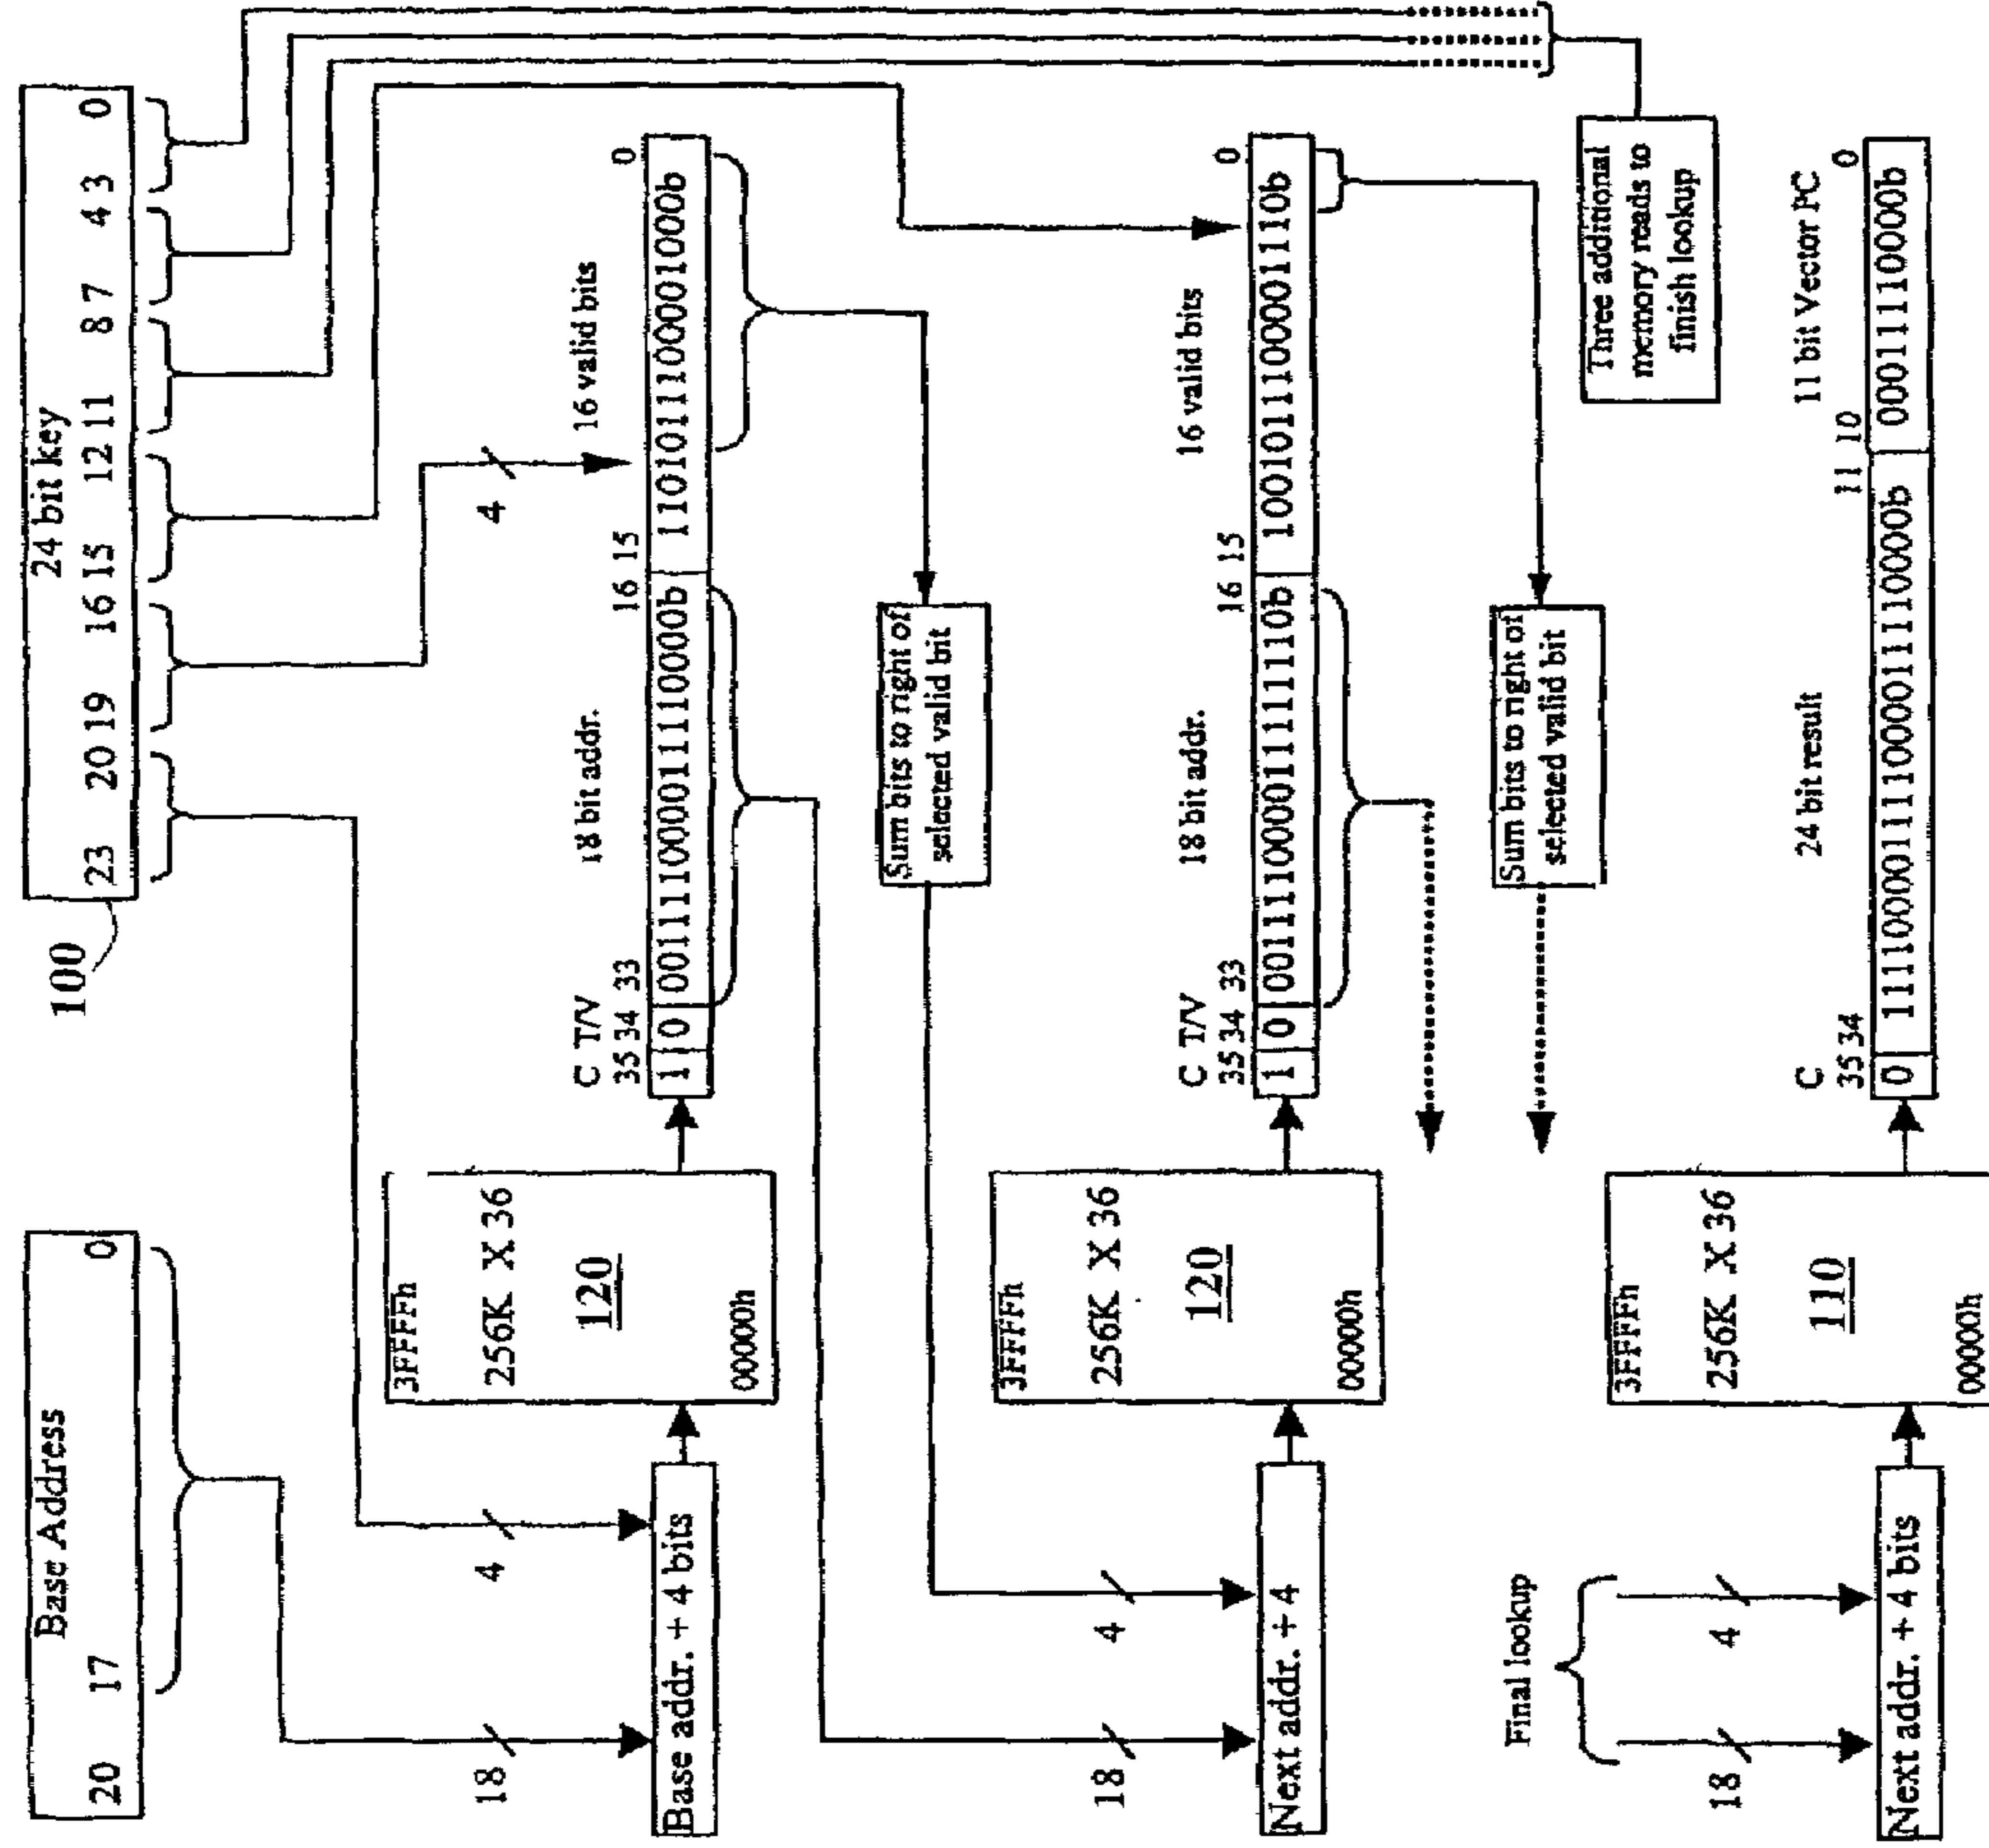 Base Address
20 17 0
24 bit key
23 20 19 16 15 12 11 8 7 4 3 0
100
18
4
4
Base addr. + 4 bits
3FFFFh
256K X 36
120
00000h
C T/V
18 bit addr.
16 valid bits
35 34 33 16 15 0
1 0 001111000011110000b 1101011100001000b
Sum bits to right of
selected valid bit
18
4
Next addr. + 4
3FFFFh
256K X 36
120
00000h
C T/V
18 bit addr.
16 valid bits
35 34 33 16 15 0
1 0 001111000011111110b 1001011100001110b
Sum bits to right of
selected valid bit
Three additional
memory reads to
finish lookup
Final lookup
18
4
Next addr. + 4 bits
3FFFFh
256K X 36
110
00000h
C
24 bit result
11 bit Vector PC
35 34 11 10 0
0 111100001111000011110000b 00011110000b